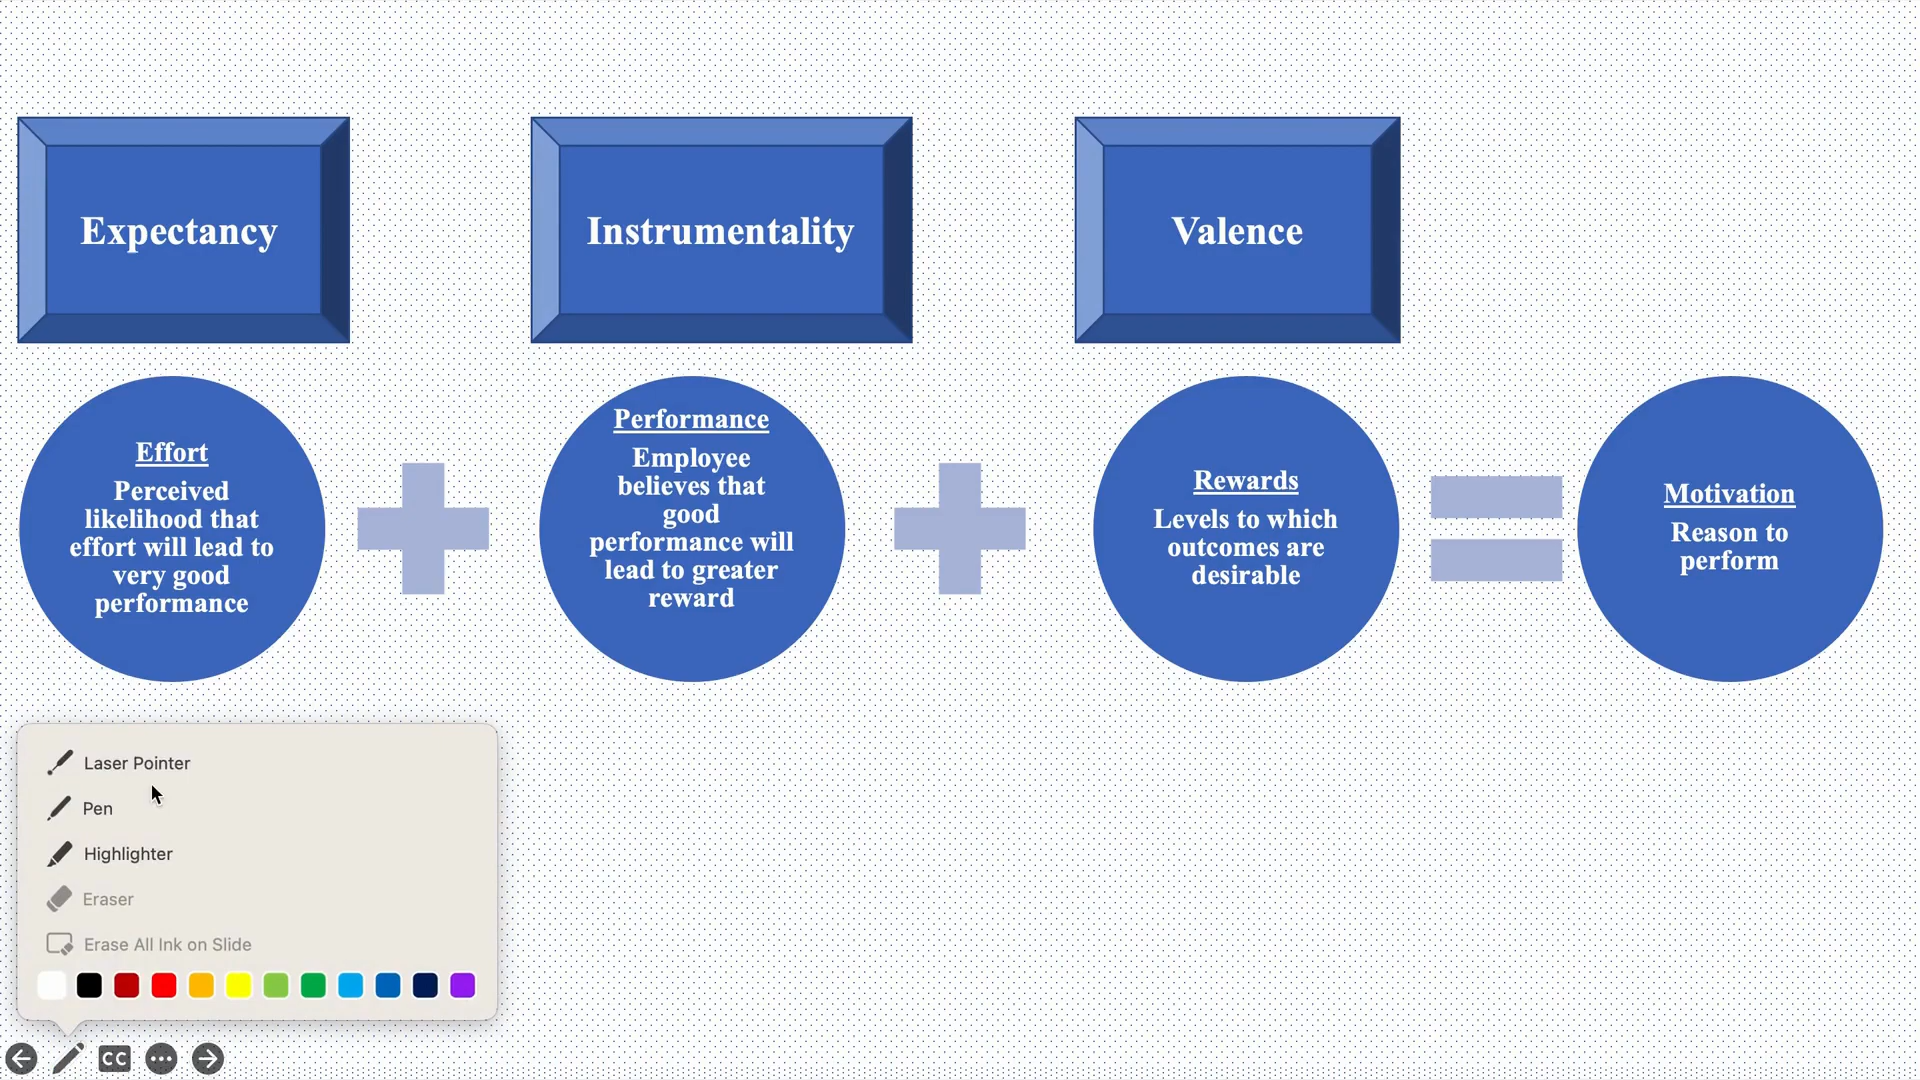 Expectancy
Instrumentality
Valence
Effort
Perceived
likelihood that
effort will lead to
very good
performance
Performance
Employee
believes that
good
performance will
lead to greater
reward
Rewards
Levels to which
outcomes are
desirable
Motivation
Reason to
perform
Laser Pointer
Pen
Highlighter
Eraser
Erase All Ink on Slide
CC